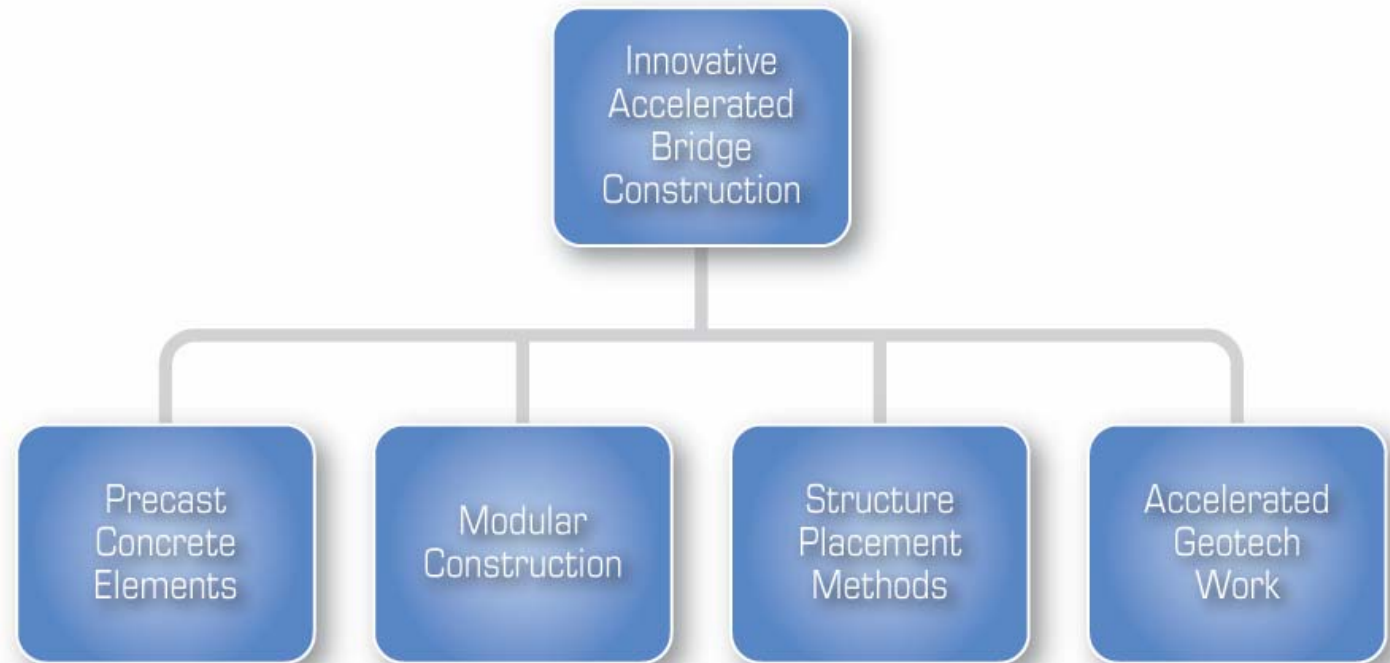 Innovative
Accelerated
Bridge
Construction
Precast
Concrete
Elements
Modular
Construction
Structure
Placement
Methods
Accelerated
Geotech
Work